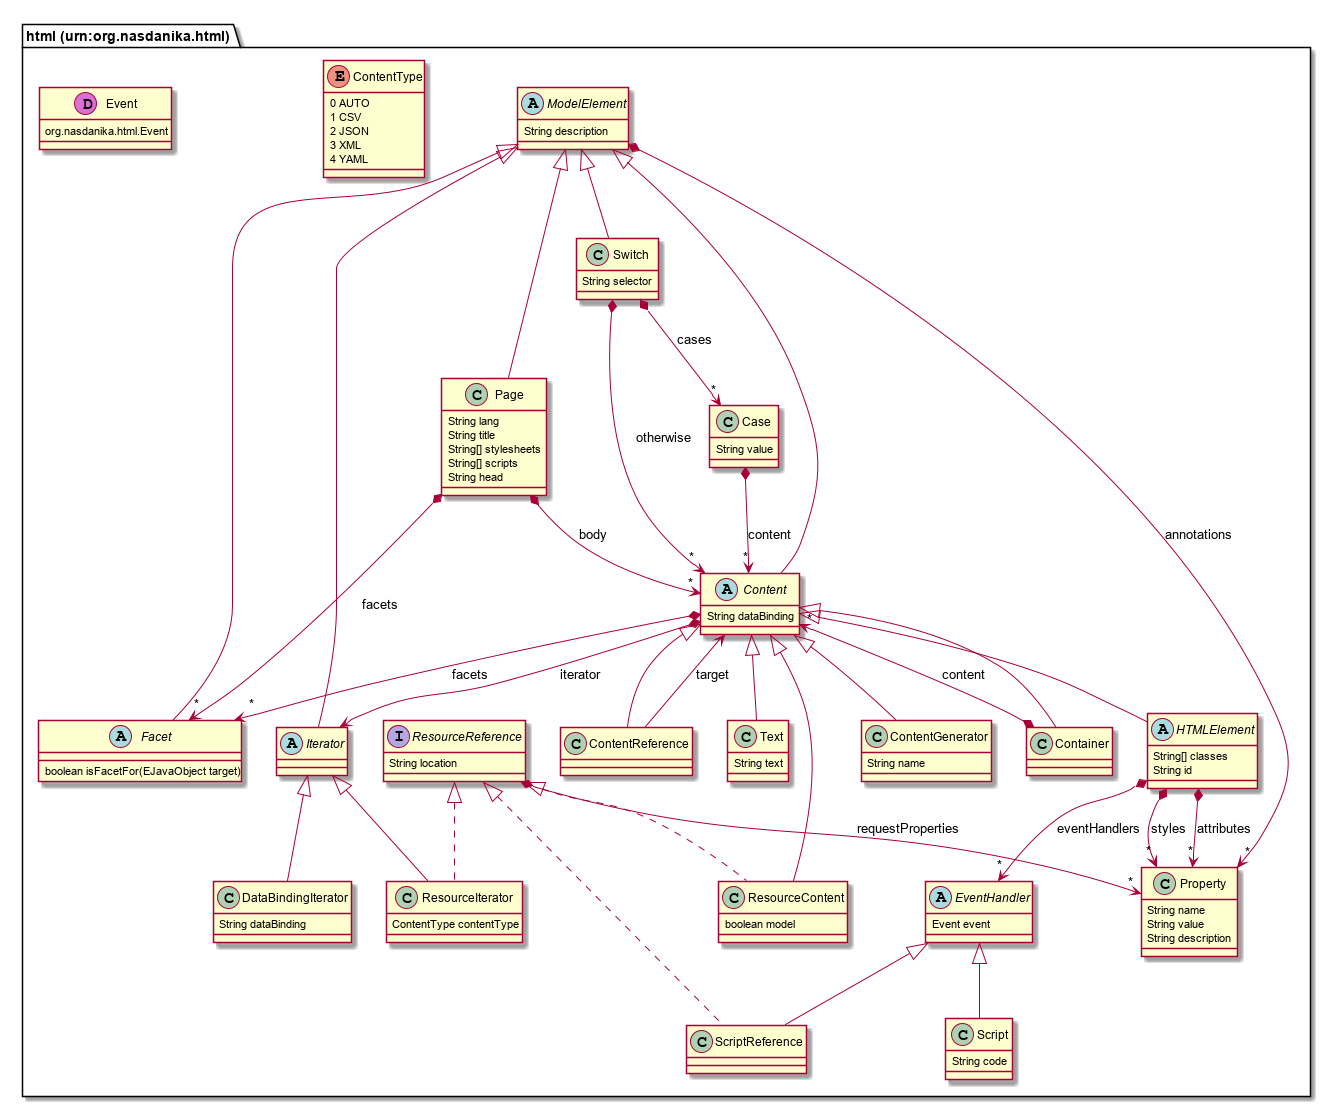 html (urn:org.nasdanika.html)
D Event
org.nasdanika.html.Event
E ContentType
0 AUTO
1 CSV
2 JSON
3 XML
4 YAML
A ModelElement
String description
C Switch
String selector
cases
*
C Page
String lang
String title
String[] stylesheets
String[] scripts
String head
C Case
String value
otherwise
body
content
annotations
*
*
*
A Content
String dataBinding
*
facets
facets
iterator
target
content
*
*
A Facet
boolean isFacetFor(EJavaObject target)
A Iterator
I ResourceReference
String location
C ContentReference
C Text
String text
C ContentGenerator
String name
C Container
A HTMLElement
String[] classes
String id
requestProperties
eventHandlers
styles
attributes
*
*
*
*
*
C DataBindingIterator
String dataBinding
C ResourceIterator
ContentType contentType
C ResourceContent
boolean model
A EventHandler
Event event
C Property
String name
String value
String description
C ScriptReference
C Script
String code